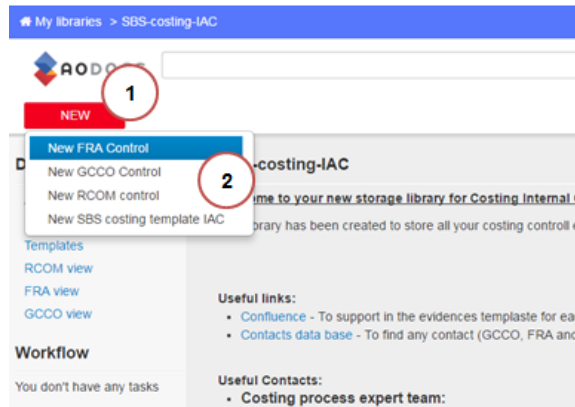 My libraries > SBS-costing-IAC
1
NEW
New FRA Control
-costing-IAC
New GCCO Control
2
New RCOM control
me to your new storage library for Costing Internal
New SBS costing template IAC
brary has been created to store all your costing controll
Templates
RCOM view
FRA view
Useful links:
GCCO view
• Confluence - To support in the evidences templaste for ea
• Contacts data base - To find any contact (GCCO, FRA and
Workflow
You don't have any tasks
Useful Contacts:
• Costing process expert team: